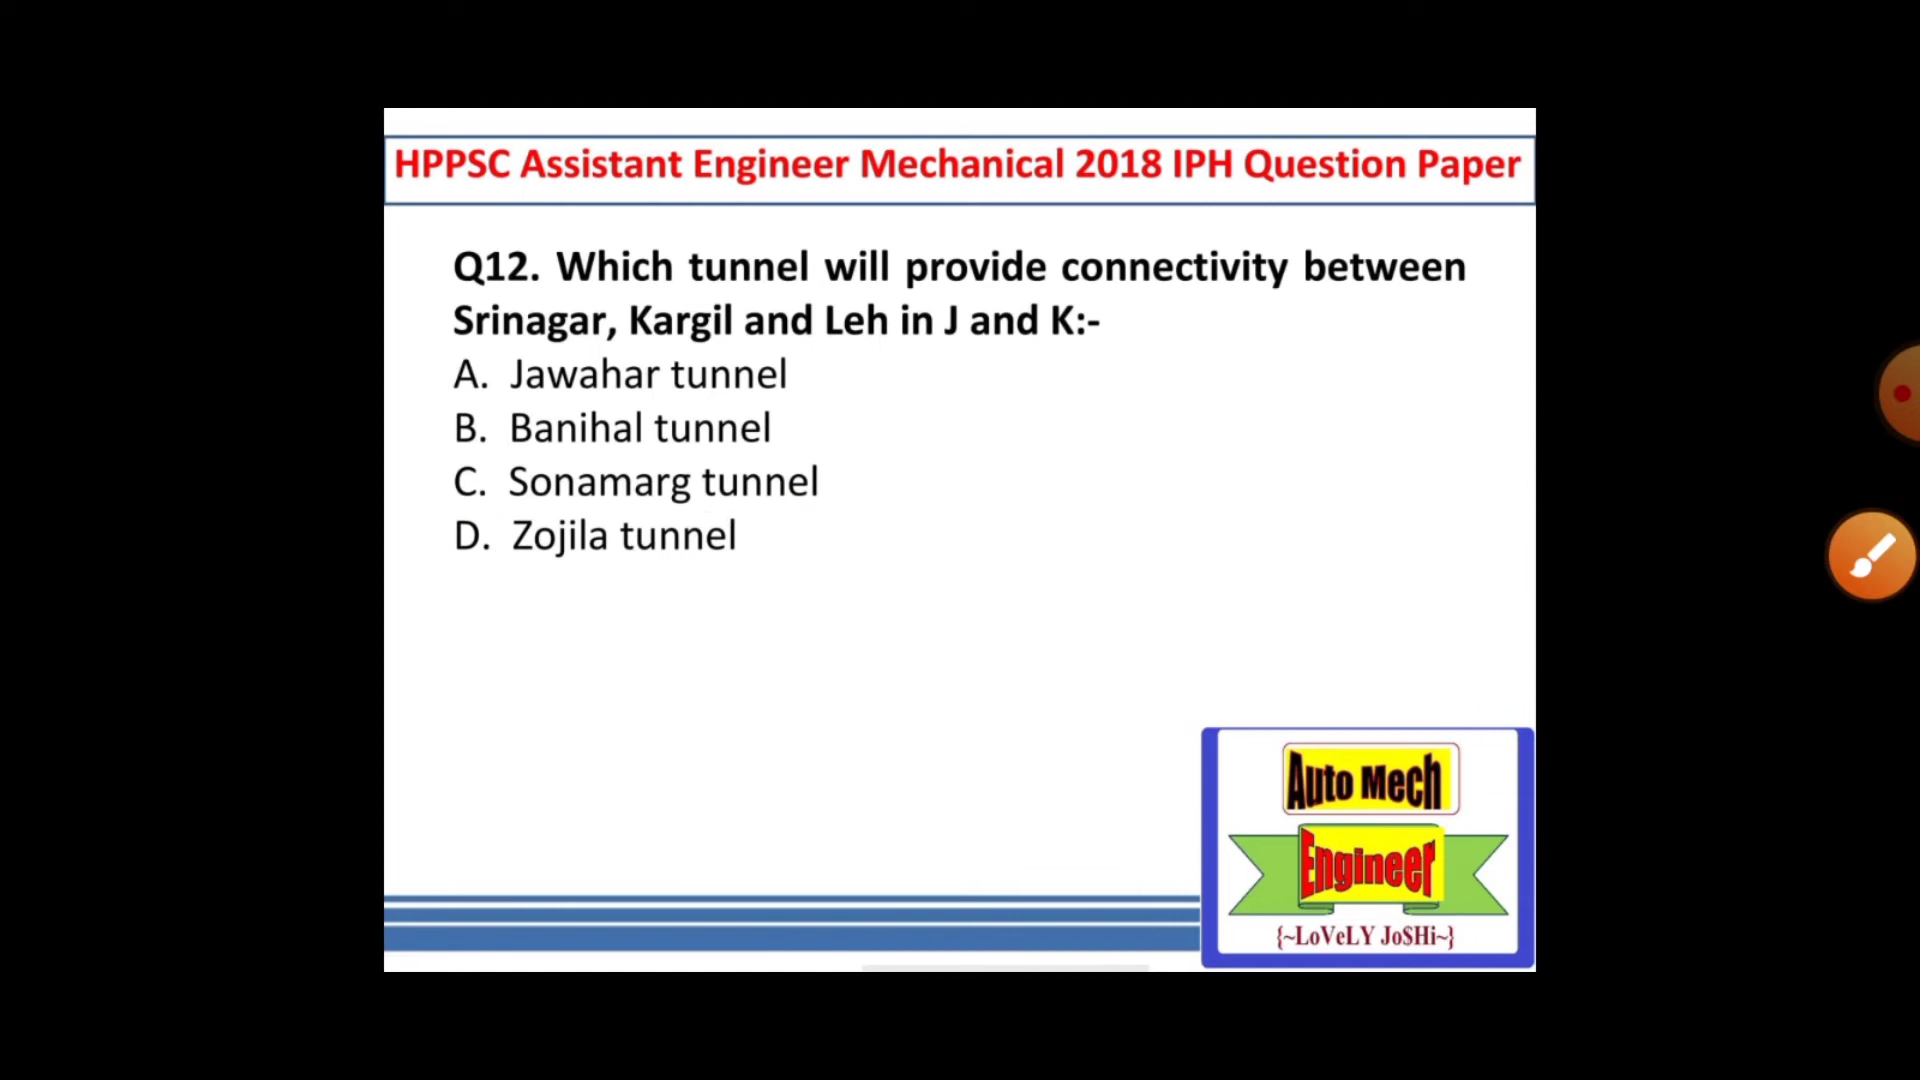 HPPSC Assistant Engineer Mechanical 2018 IPH Question Paper
Q12. Which tunnel will provide connectivity between
Srinagar, Kargil and Leh in J and K:-
A. Jawahar tunnel
B. Banihal tunnel
C. Sonamarg tunnel
D. Zojila tunnel
Auto Mech
Engineer
{~LoVeLY Jo$Hi~}